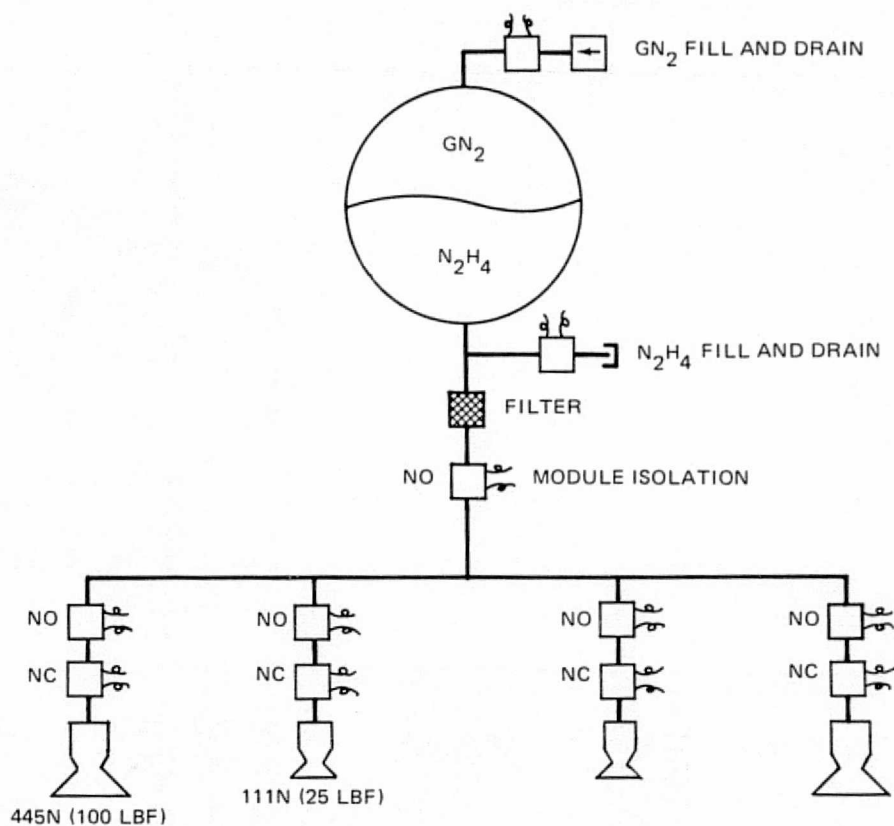 GN2 FILL AND DRAIN
GN2
N2H4
N2H4 FILL AND DRAIN
FILTER
NO MODULE ISOLATION
NO NO NO NO
NC NC NC NC
445N (100 LBF) 111N (25 LBF)